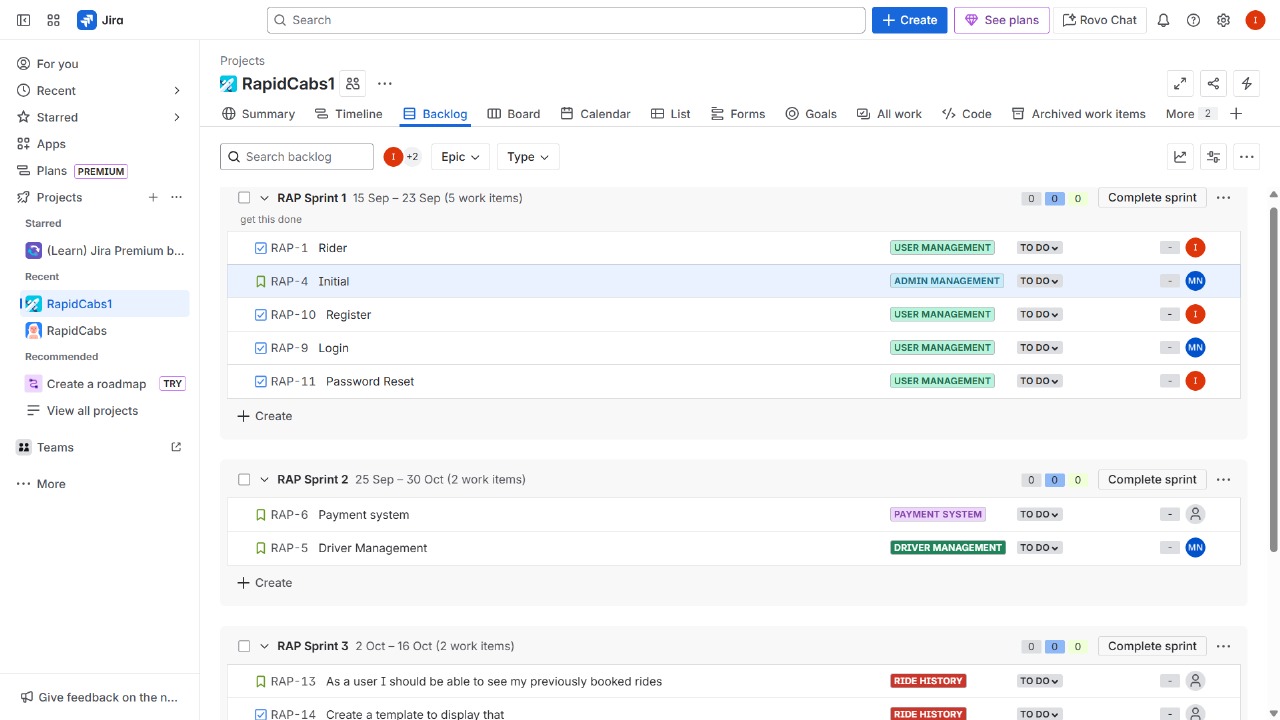 Jira
Search
Create
See plans
Rovo Chat
I
For you
Recent
Starred
Apps
Plans PREMIUM
Projects
Starred
(Learn) Jira Premium b...
Recent
RapidCabs1
RapidCabs
Recommended
Create a roadmap TRY
View all projects
Teams
More
Give feedback on the n...
Projects
RapidCabs1
Summary
Timeline
Backlog
Board
Calendar
List
Forms
Goals
All work
Code
Archived work items
More 2
Search backlog
I +2
Epic
Type
RAP Sprint 1 15 Sep – 23 Sep (5 work items) 0 0 0 Complete sprint
get this done
RAP-1 Rider USER MANAGEMENT TO DO - I
RAP-4 Initial ADMIN MANAGEMENT TO DO - MN
RAP-10 Register USER MANAGEMENT TO DO - I
RAP-9 Login USER MANAGEMENT TO DO - MN
RAP-11 Password Reset USER MANAGEMENT TO DO - I
Create
RAP Sprint 2 25 Sep – 30 Oct (2 work items) 0 0 0 Complete sprint
RAP-6 Payment system PAYMENT SYSTEM TO DO -
RAP-5 Driver Management DRIVER MANAGEMENT TO DO - MN
Create
RAP Sprint 3 2 Oct – 16 Oct (2 work items) 0 0 0 Complete sprint
RAP-13 As a user I should be able to see my previously booked rides RIDE HISTORY TO DO -
RAP-14 Create a template to display that RIDE HISTORY TO DO -